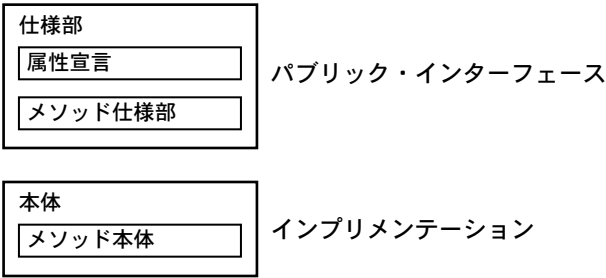 仕様部
属性宣言
メソッド仕様部
パブリック・インターフェース
本体
メソッド本体
インプリメンテーション